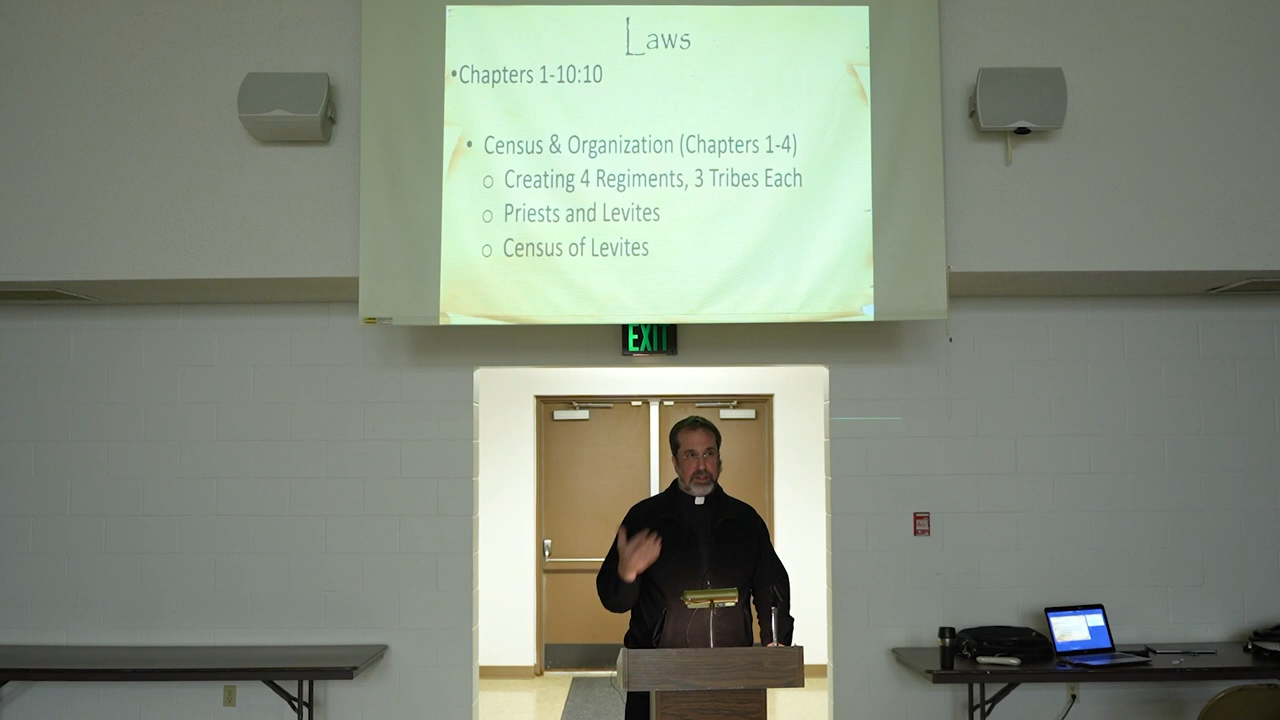 Laws
•Chapters 1-10:10
• Census & Organization (Chapters 1-4)
○ Creating 4 Regiments, 3 Tribes Each
○ Priests and Levites
○ Census of Levites
EXIT